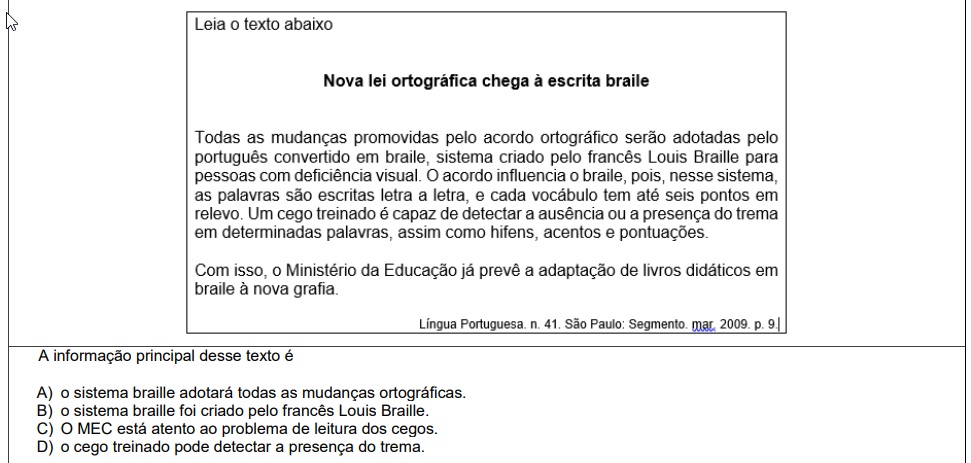 Leia o texto abaixo
Nova lei ortográfica chega à escrita braile
Todas as mudanças promovidas pelo acordo ortográfico serão adotadas pelo
português convertido em braile, sistema criado pelo francês Louis Braille para
pessoas com deficiência visual. O acordo influencia o braile, pois, nesse sistema,
as palavras são escritas letra a letra, e cada vocábulo tem até seis pontos em
relevo. Um cego treinado é capaz de detectar a ausência ou a presença do trema
em determinadas palavras, assim como hifens, acentos e pontuações.
Com isso, o Ministério da Educação já prevê a adaptação de livros didáticos em
braile à nova grafia.
Língua Portuguesa. n. 41. São Paulo: Segmento. mar. 2009. p. 9.
A informação principal desse texto é
A) o sistema braille adotará todas as mudanças ortográficas.
B) o sistema braille foi criado pelo francês Louis Braille.
C) O MEC está atento ao problema de leitura dos cegos.
D) o cego treinado pode detectar a presença do trema.